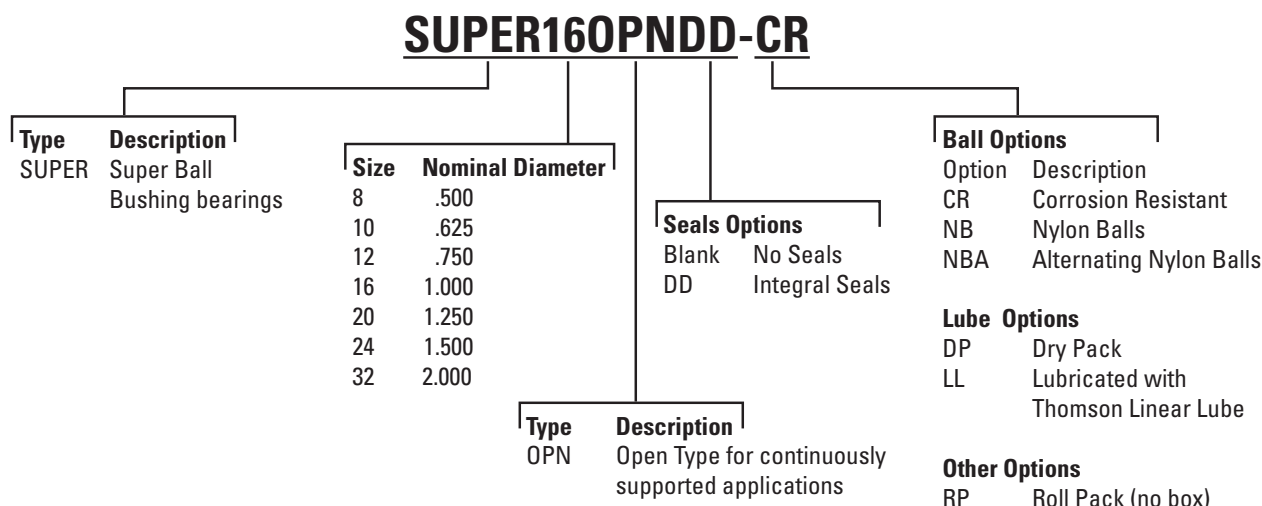 SUPER16OPNDD-CR
Type Description
SUPER Super Ball
Bushing bearings
Size Nominal Diameter
8 .500
10 .625
12 .750
16 1.000
20 1.250
24 1.500
32 2.000
Type Description
OPN Open Type for continuously
supported applications
Seals Options
Blank No Seals
DD Integral Seals
Ball Options
Option Description
CR Corrosion Resistant
NB Nylon Balls
NBA Alternating Nylon Balls
Lube Options
DP Dry Pack
LL Lubricated with
Thomson Linear Lube
Other Options
RP Roll Pack (no box)